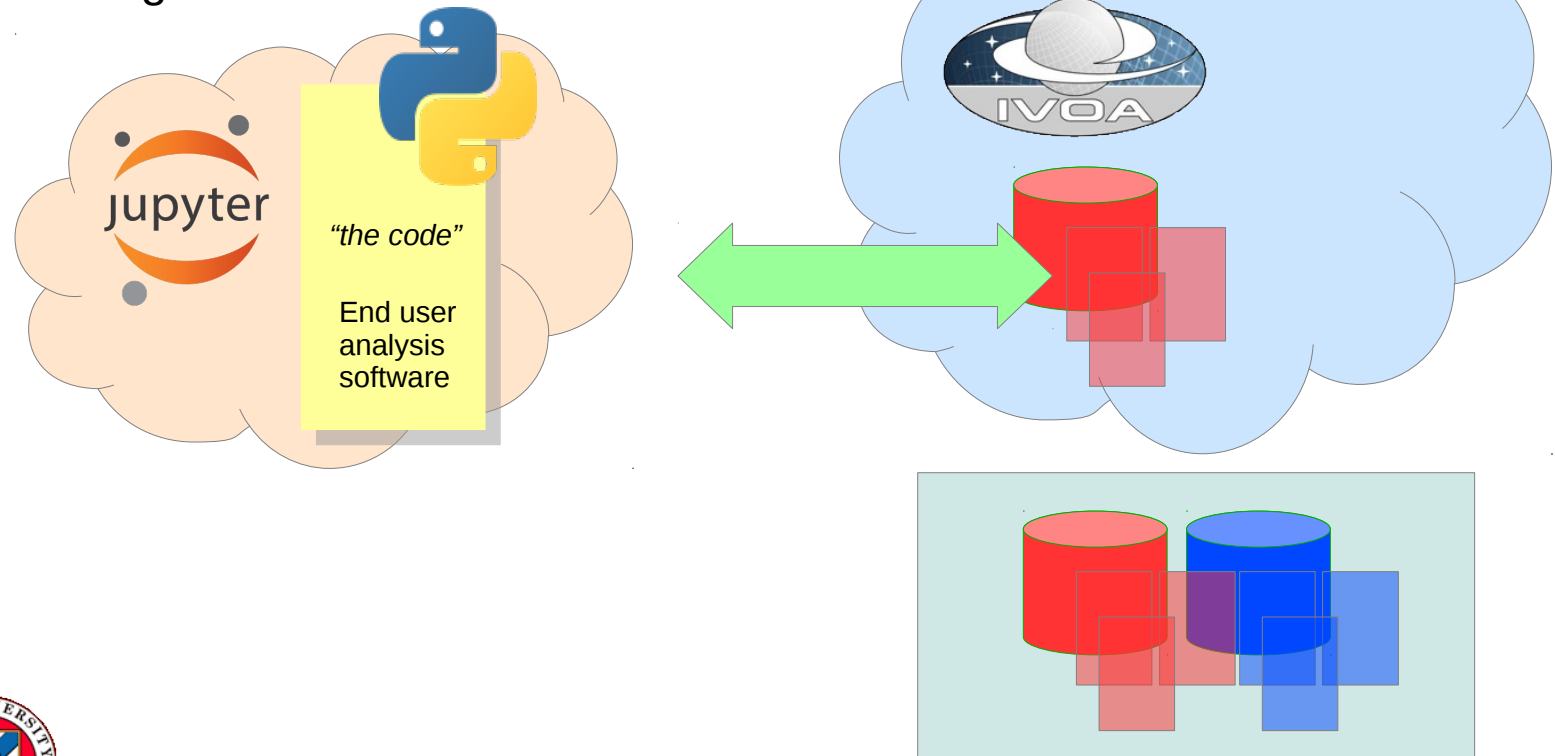 IVOA
jupyter
“the code”
End user
analysis
software